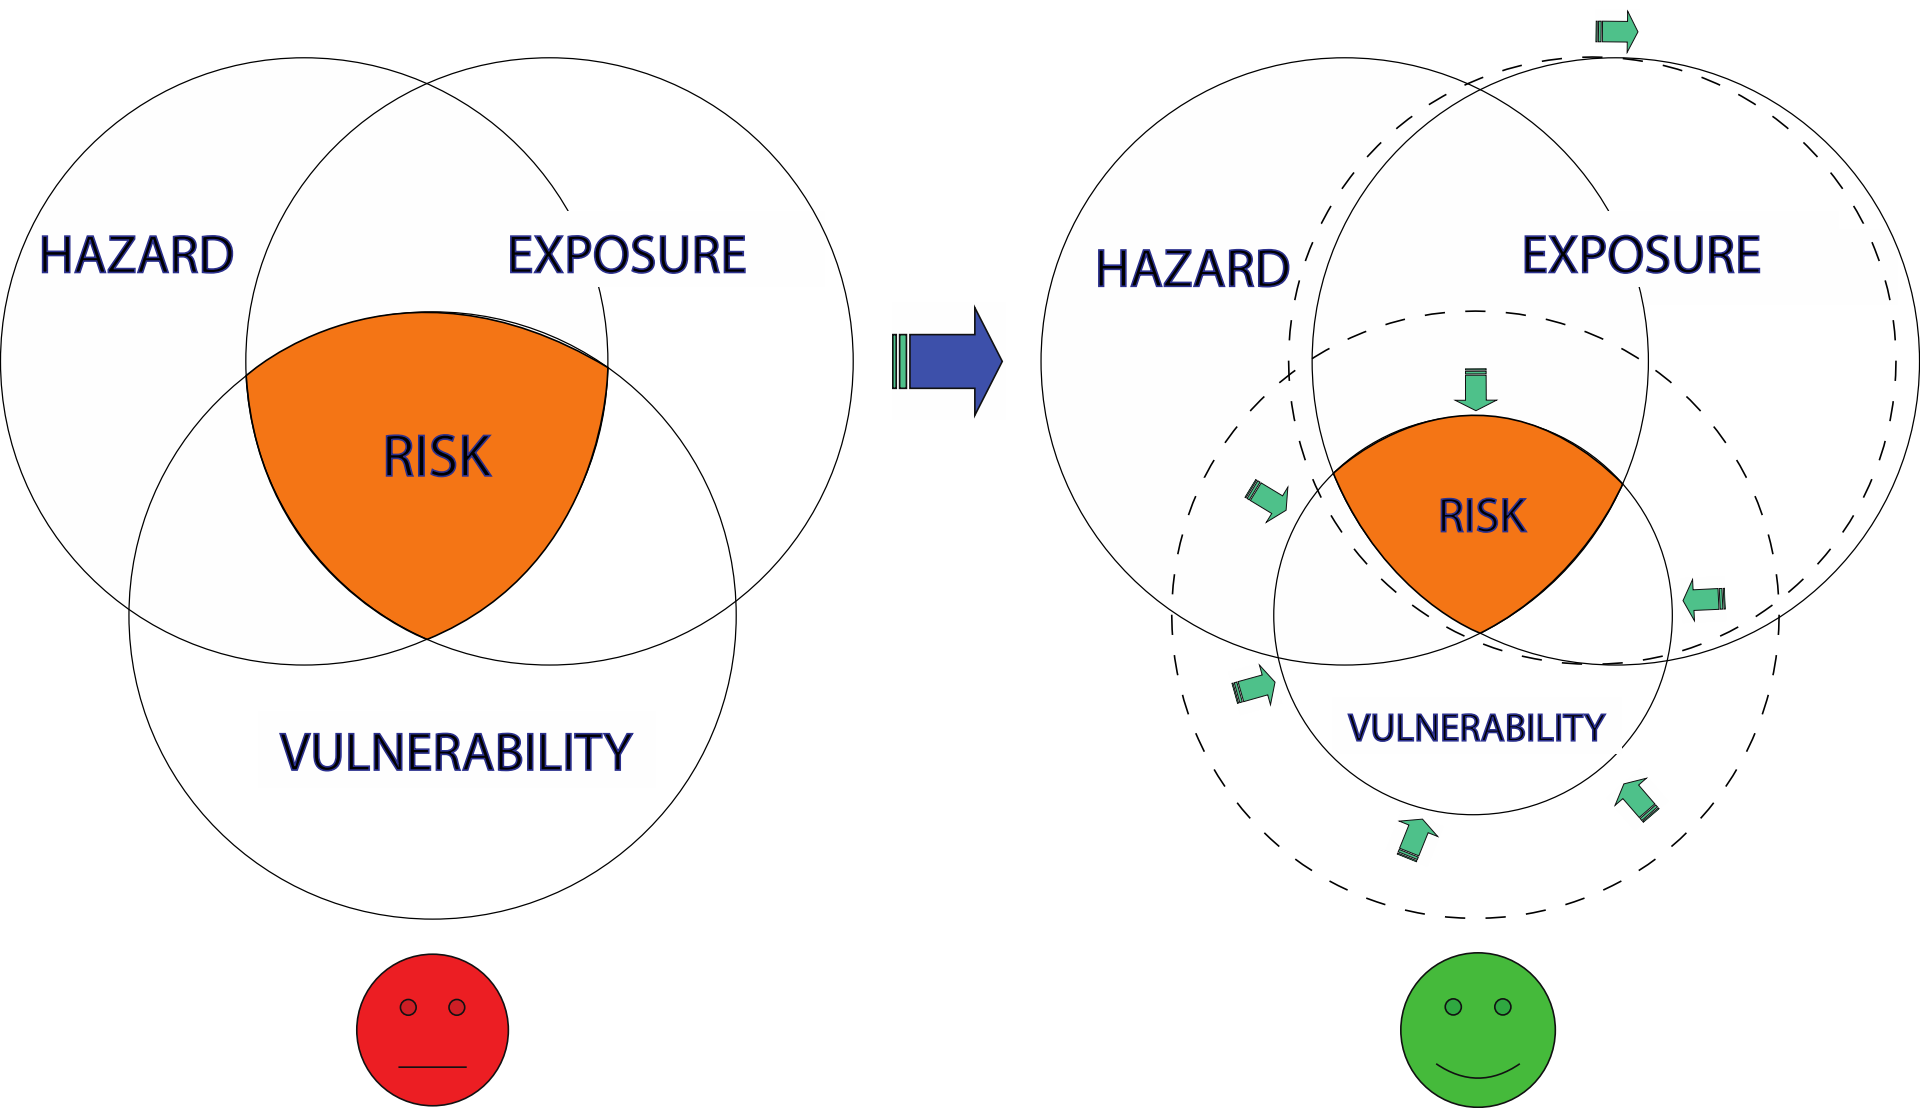 HAZARD
EXPOSURE
RISK
VULNERABILITY
HAZARD
EXPOSURE
RISK
VULNERABILITY